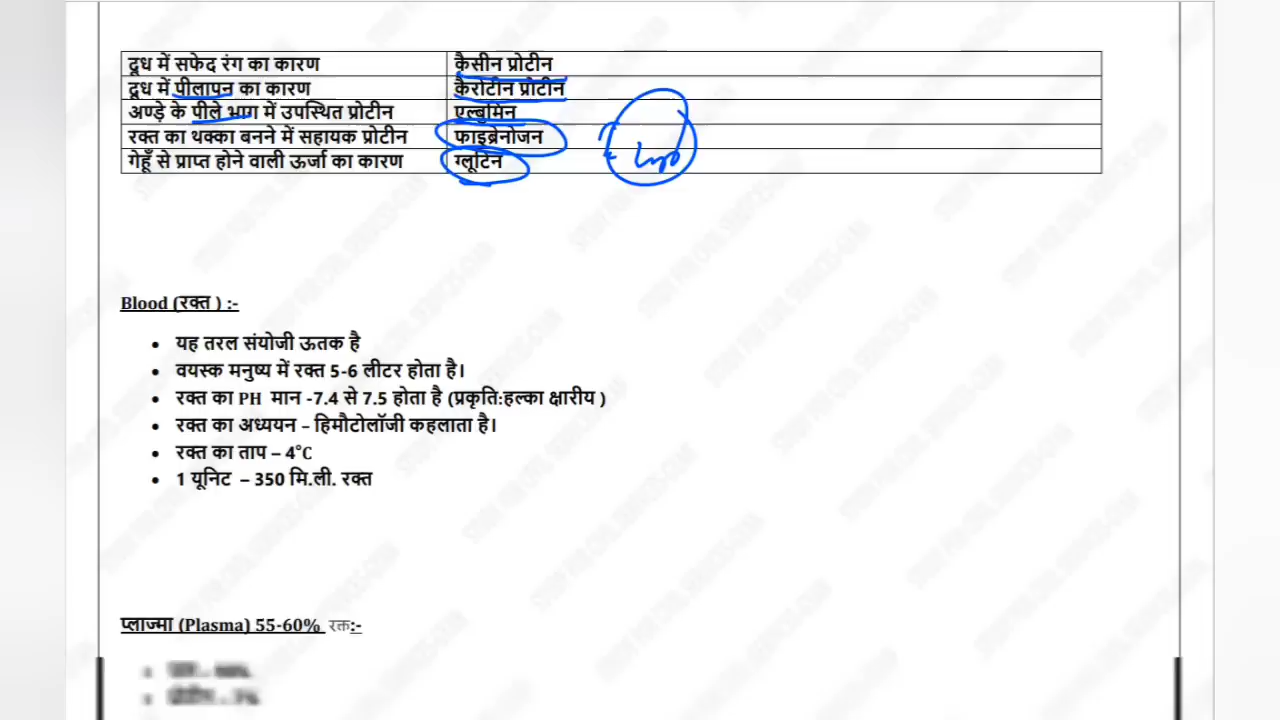 दूध में सफेद रंग का कारण कैसीन प्रोटीन
दूध में पीलापन का कारण कैरोटीन प्रोटीन
अण्ड़े के पीले भाग में उपस्थित प्रोटीन एल्बुमिन
रक्त का थक्का बनने में सहायक प्रोटीन फाइब्रेनोजन
गेहूँ से प्राप्त होने वाली ऊर्जा का कारण ग्लूटिन
Blood (रक्त ) :-
• यह तरल संयोजी ऊतक है
• वयस्क मनुष्य में रक्त 5-6 लीटर होता है।
• रक्त का PH मान -7.4 से 7.5 होता है (प्रकृति:हल्का क्षारीय )
• रक्त का अध्ययन – हिमौटोलॉजी कहलाता है।
• रक्त का ताप – 4°C
• 1 यूनिट – 350 मि.ली. रक्त
प्लाज्मा (Plasma) 55-60% रक्त:-